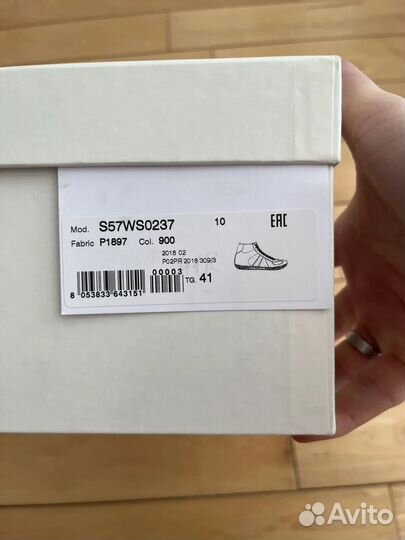 Mod. S57WS0237 10 EAC
Fabric P1897 Col. 900
2018 02
P02PR 2018 309/3
00003
8 053833 643151
TG. 41
Avito